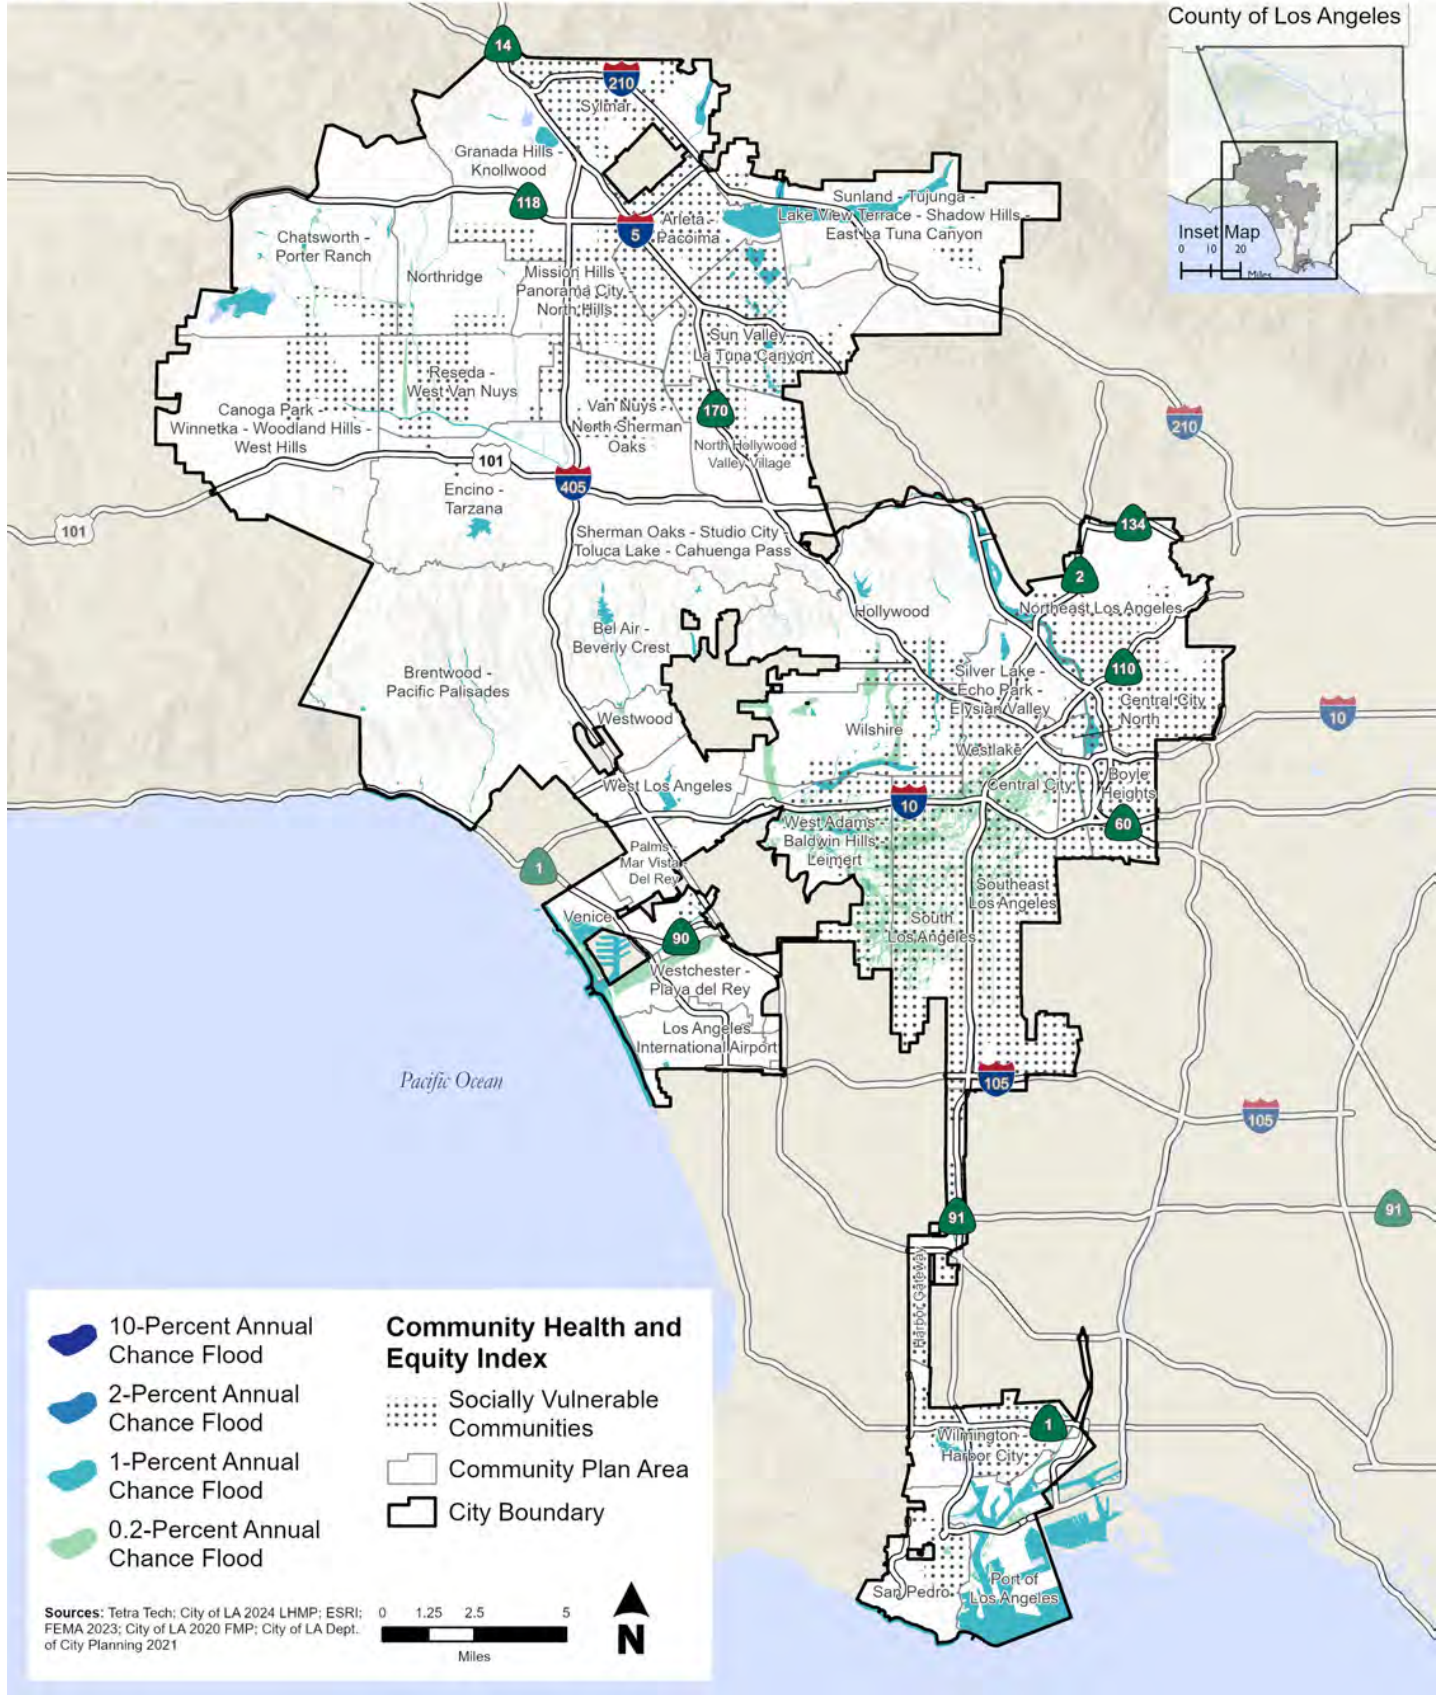 County of Los Angeles
Inset Map
0 10 20
Miles
14
210
Sylmar
Granada Hills -
Knollwood
118
5
Arleta -
Pacoima
Sunland - Tujunga -
Lake View Terrace - Shadow Hills -
East La Tuna Canyon
Chatsworth -
Porter Ranch
Northridge
Mission Hills -
Panorama City -
North Hills
Sun Valley -
La Tuna Canyon
Reseda -
West Van Nuys
Canoga Park -
Winnetka - Woodland Hills -
West Hills
Van Nuys -
North Sherman
Oaks
170
North Hollywood -
Valley Village
210
101
405
Encino -
Tarzana
101
Sherman Oaks - Studio City -
Toluca Lake - Cahuenga Pass
134
2
Hollywood
Northeast Los Angeles
Bel Air -
Beverly Crest
Brentwood -
Pacific Palisades
110
Silver Lake -
Echo Park -
Elysian Valley
Central City
North
Westwood
Wilshire
10
Westlake
West Los Angeles
Central City
Boyle
Heights
10
60
West Adams -
Baldwin Hills -
Leimert
Palms -
Mar Vista -
Del Rey
1
Southeast
Los Angeles
Venice
90
South
Los Angeles
Westchester -
Playa del Rey
Los Angeles
International Airport
Pacific Ocean
105
105
91
91
Harbor Gateway
1
Wilmington -
Harbor City
San Pedro
Port of
Los Angeles
10-Percent Annual
Chance Flood
2-Percent Annual
Chance Flood
1-Percent Annual
Chance Flood
0.2-Percent Annual
Chance Flood
Community Health and
Equity Index
Socially Vulnerable
Communities
Community Plan Area
City Boundary
Sources: Tetra Tech; City of LA 2024 LHMP; ESRI;
FEMA 2023; City of LA 2020 FMP; City of LA Dept.
of City Planning 2021
0 1.25 2.5 5
Miles
N